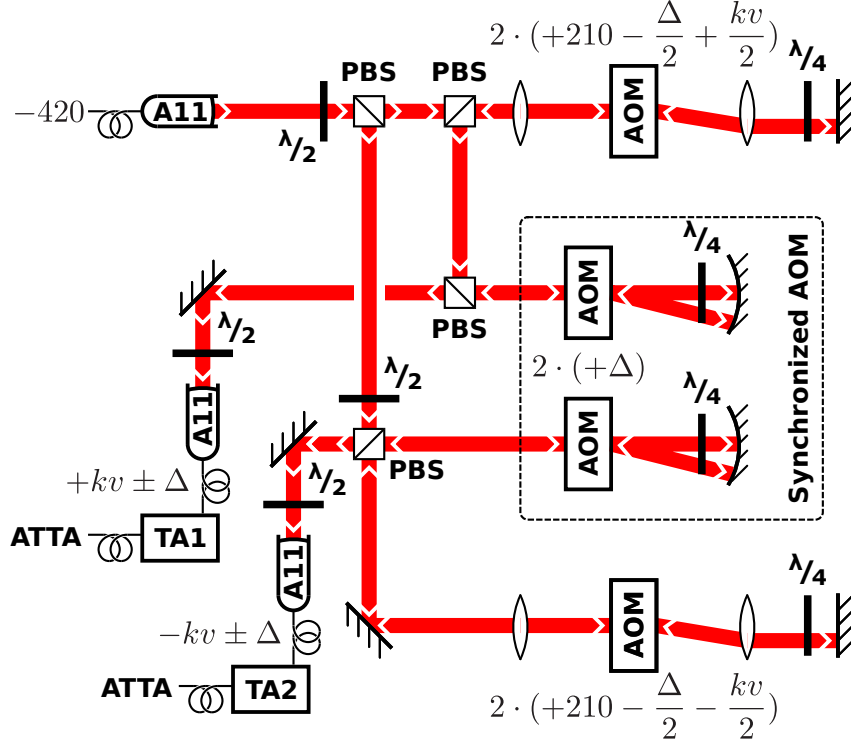 2 · (+210 − Δ/2 + kv/2)
λ/4
PBS
PBS
−420
A11
AOM
λ/2
λ/4
AOM
Synchronized AOM
PBS
λ/2
2 · (+Δ)
λ/2
λ/4
A11
AOM
PBS
+kv ± Δ
λ/2
ATTA
TA1
A11
λ/4
−kv ± Δ
AOM
ATTA
TA2
2 · (+210 − Δ/2 − kv/2)